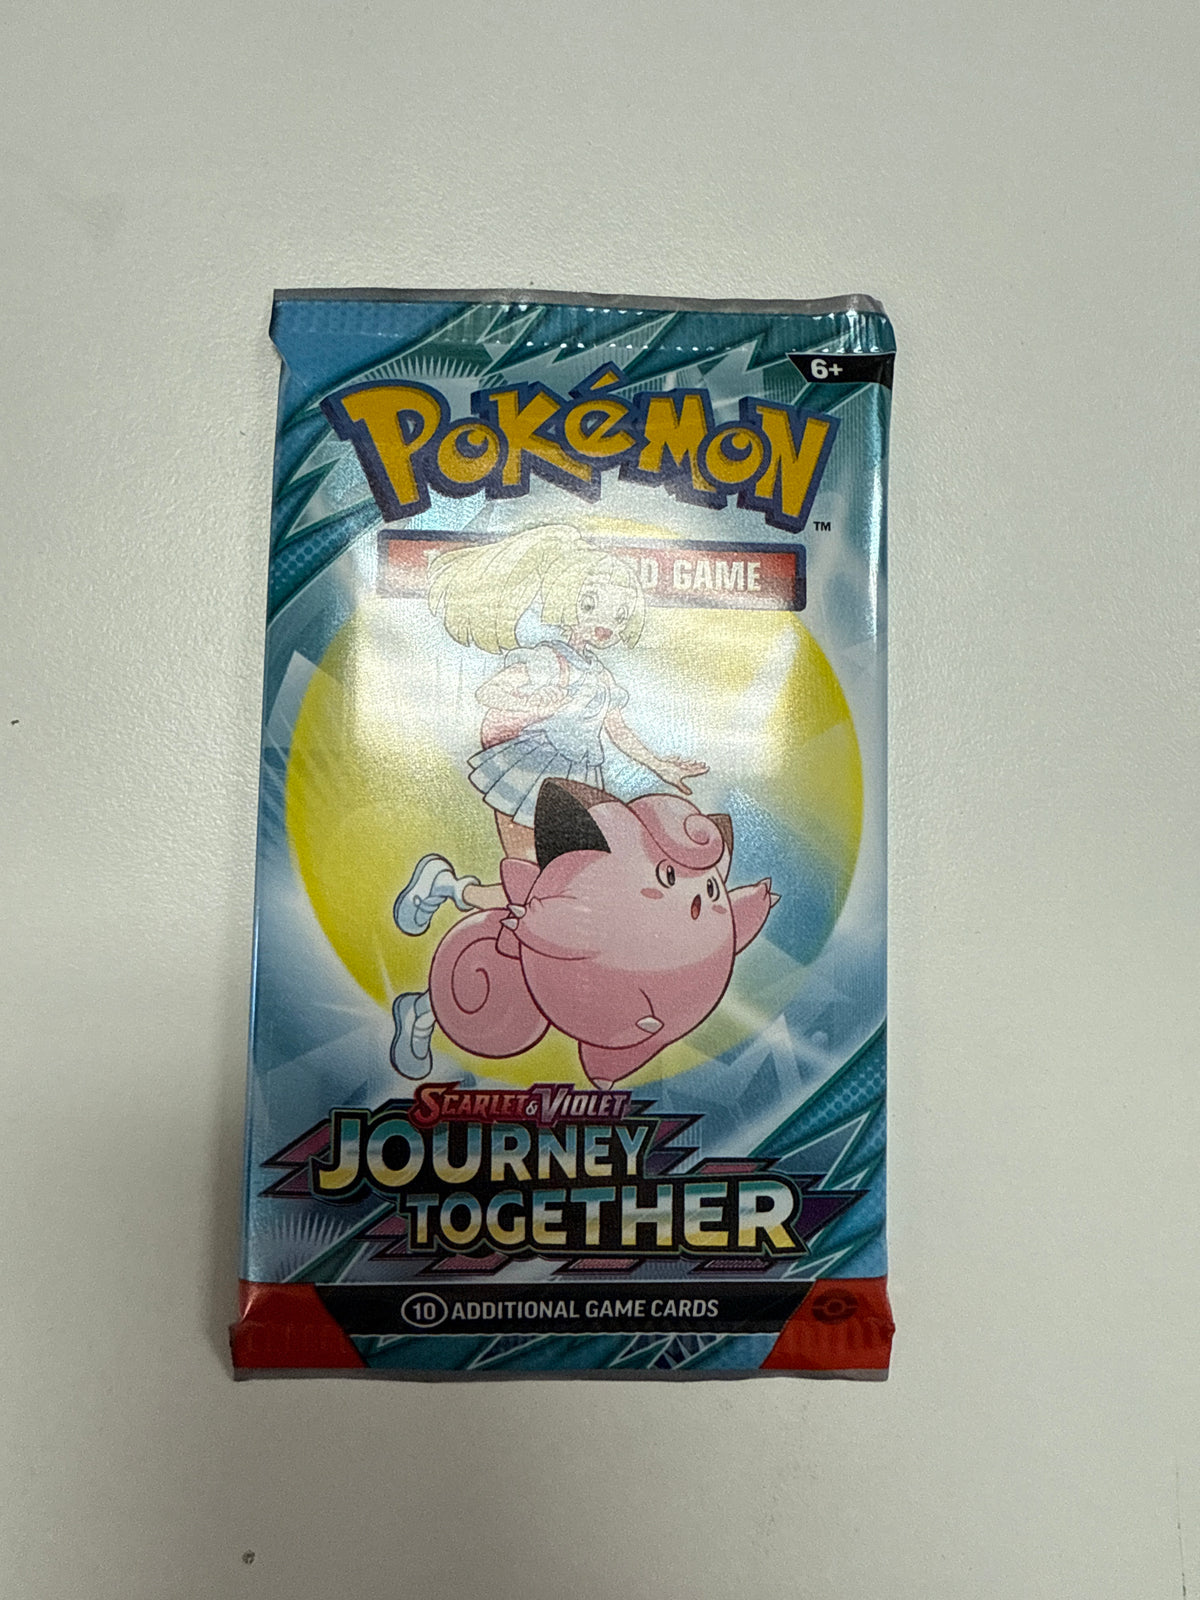 6+
POKéMON
TM
D GAME
SCARLET & VIOLET
JOURNEY
TOGETHER
10 ADDITIONAL GAME CARDS